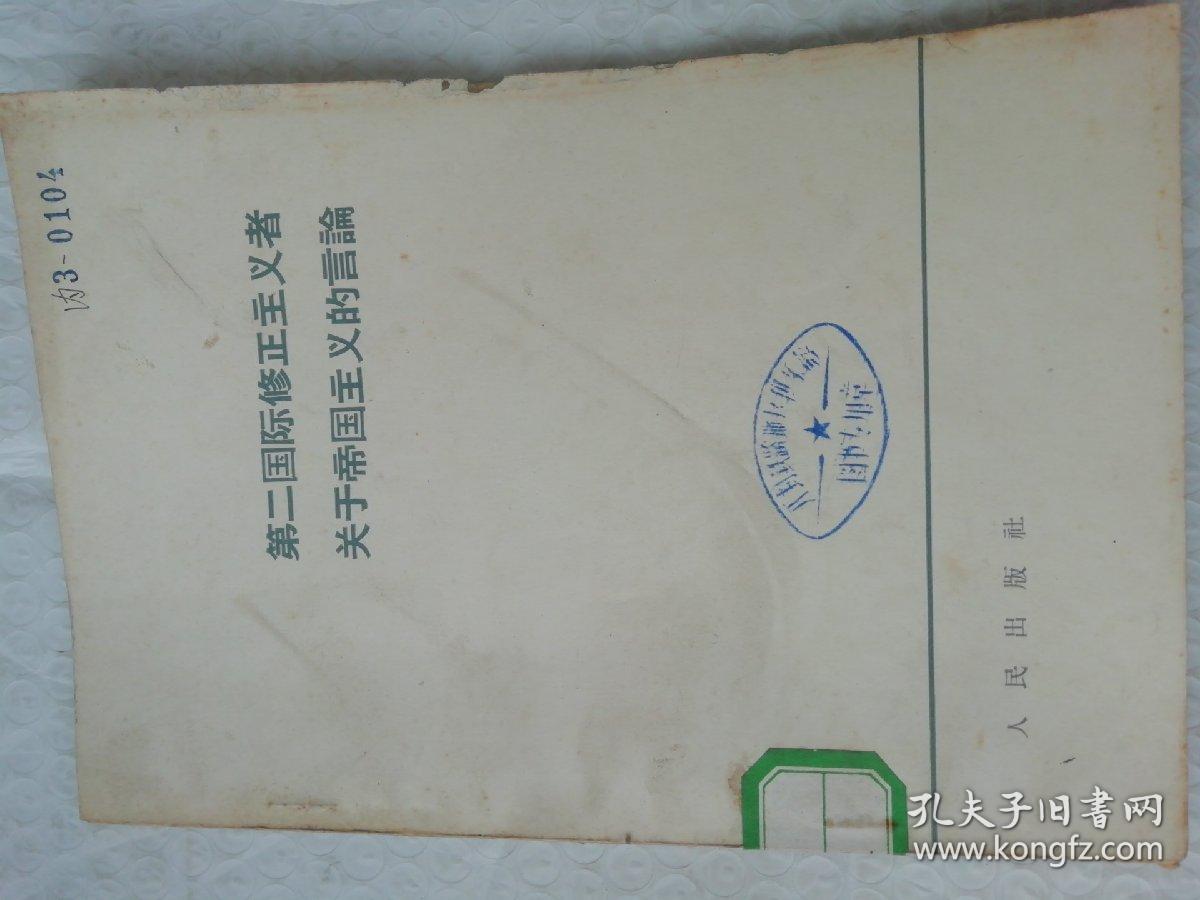 内3-0104
第二国际修正主义者
关于帝国主义的言論
人民出版社
孔夫子旧書网
www.kongfz.com